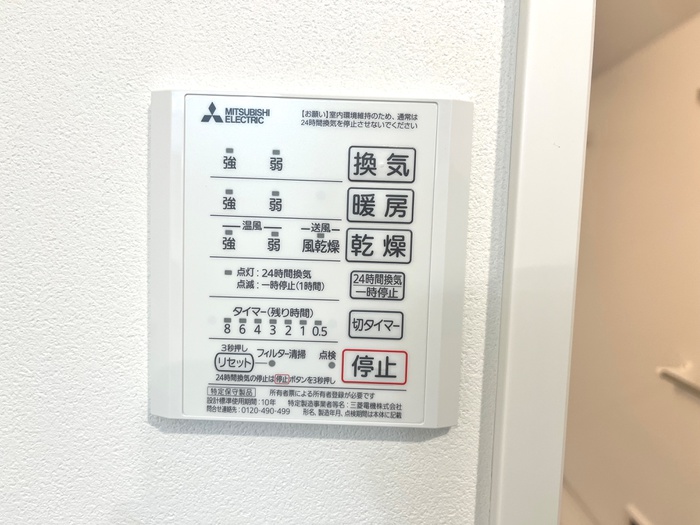 MITSUBISHI
ELECTRIC
【お願い】室内環境維持のため、通常は
24時間換気を停止させないでください
強 弱 換気
強 弱 暖房
温風 送風
強 弱 風乾燥 乾燥
点灯:24時間換気
点滅:一時停止(1時間)
24時間換気
一時停止
タイマー(残り時間)
8 6 4 3 2 1 0.5
切タイマー
3秒押し
リセット フィルター清掃 点検
停止
24時間換気の停止は停止ボタンを3秒押し
特定保守製品 所有者票による所有者登録が必要です
設計標準使用期間:10年 特定製造事業者等名:三菱電機株式会社
問合せ連絡先:0120-490-499 形名、製造年月、点検期間は本体に記載